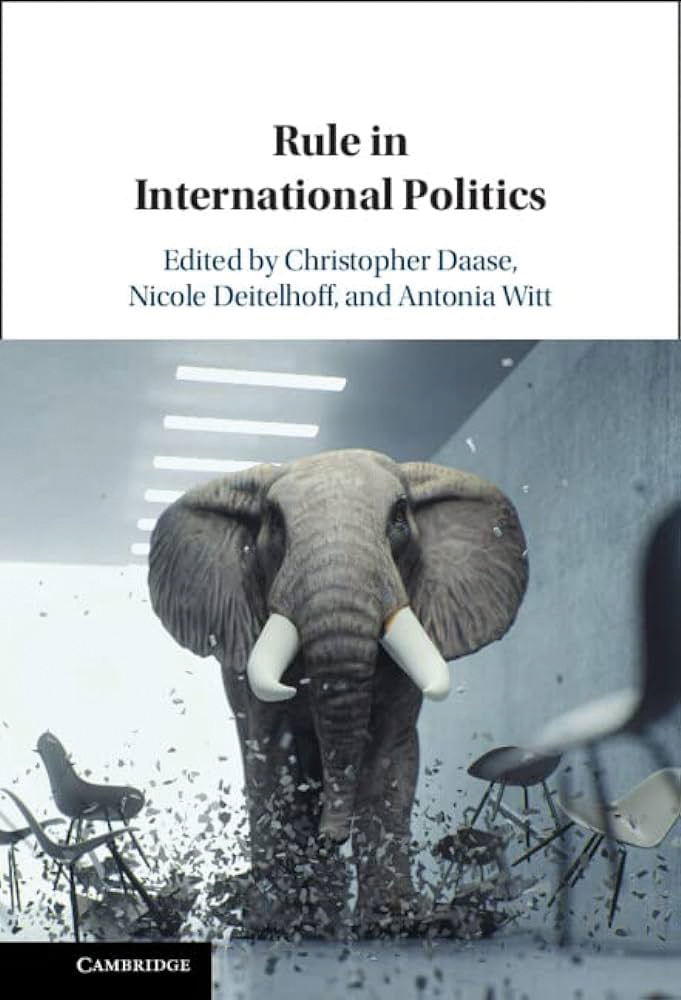 Rule in
International Politics
Edited by Christopher Daase,
Nicole Deitelhoff, and Antonia Witt
CAMBRIDGE